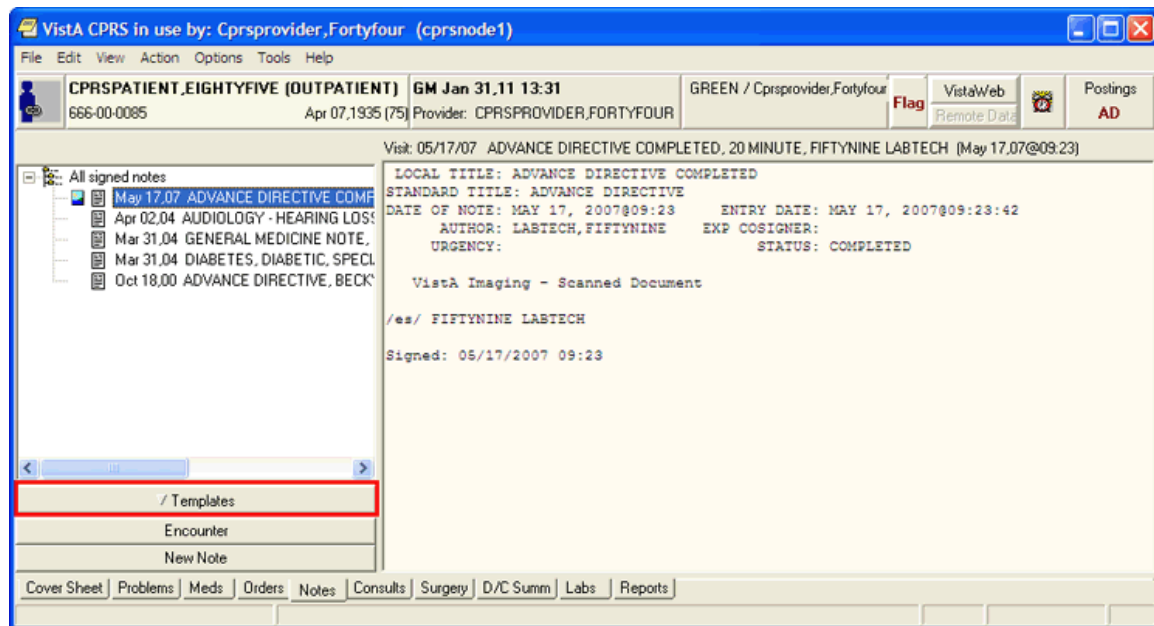 VistA CPRS in use by: Cprsprovider,Fortyfour (cprsnode1)
File Edit View Action Options Tools Help
CPRSPATIENT,EIGHTYFIVE (OUTPATIENT) GM Jan 31,11 13:31 GREEN / Cprsprovider,Fortyfour Flag VistaWeb Postings
666-00-0085 Apr 07,1935 (75) Provider: CPRSPROVIDER,FORTYFOUR Remote Data AD
Visit: 05/17/07 ADVANCE DIRECTIVE COMPLETED, 20 MINUTE, FIFTYNINE LABTECH (May 17,07@09:23)
All signed notes
May 17,07 ADVANCE DIRECTIVE COMP
Apr 02,04 AUDIOLOGY - HEARING LOSS
Mar 31,04 GENERAL MEDICINE NOTE,
Mar 31,04 DIABETES, DIABETIC, SPECI
Oct 18,00 ADVANCE DIRECTIVE, BECKY
LOCAL TITLE: ADVANCE DIRECTIVE COMPLETED
STANDARD TITLE: ADVANCE DIRECTIVE
DATE OF NOTE: MAY 17, 2007@09:23 ENTRY DATE: MAY 17, 2007@09:23:42
AUTHOR: LABTECH,FIFTYNINE EXP COSIGNER:
URGENCY: STATUS: COMPLETED
VistA Imaging - Scanned Document
/es/ FIFTYNINE LABTECH
Signed: 05/17/2007 09:23
/ Templates
Encounter
New Note
Cover Sheet Problems Meds Orders Notes Consults Surgery D/C Summ Labs Reports